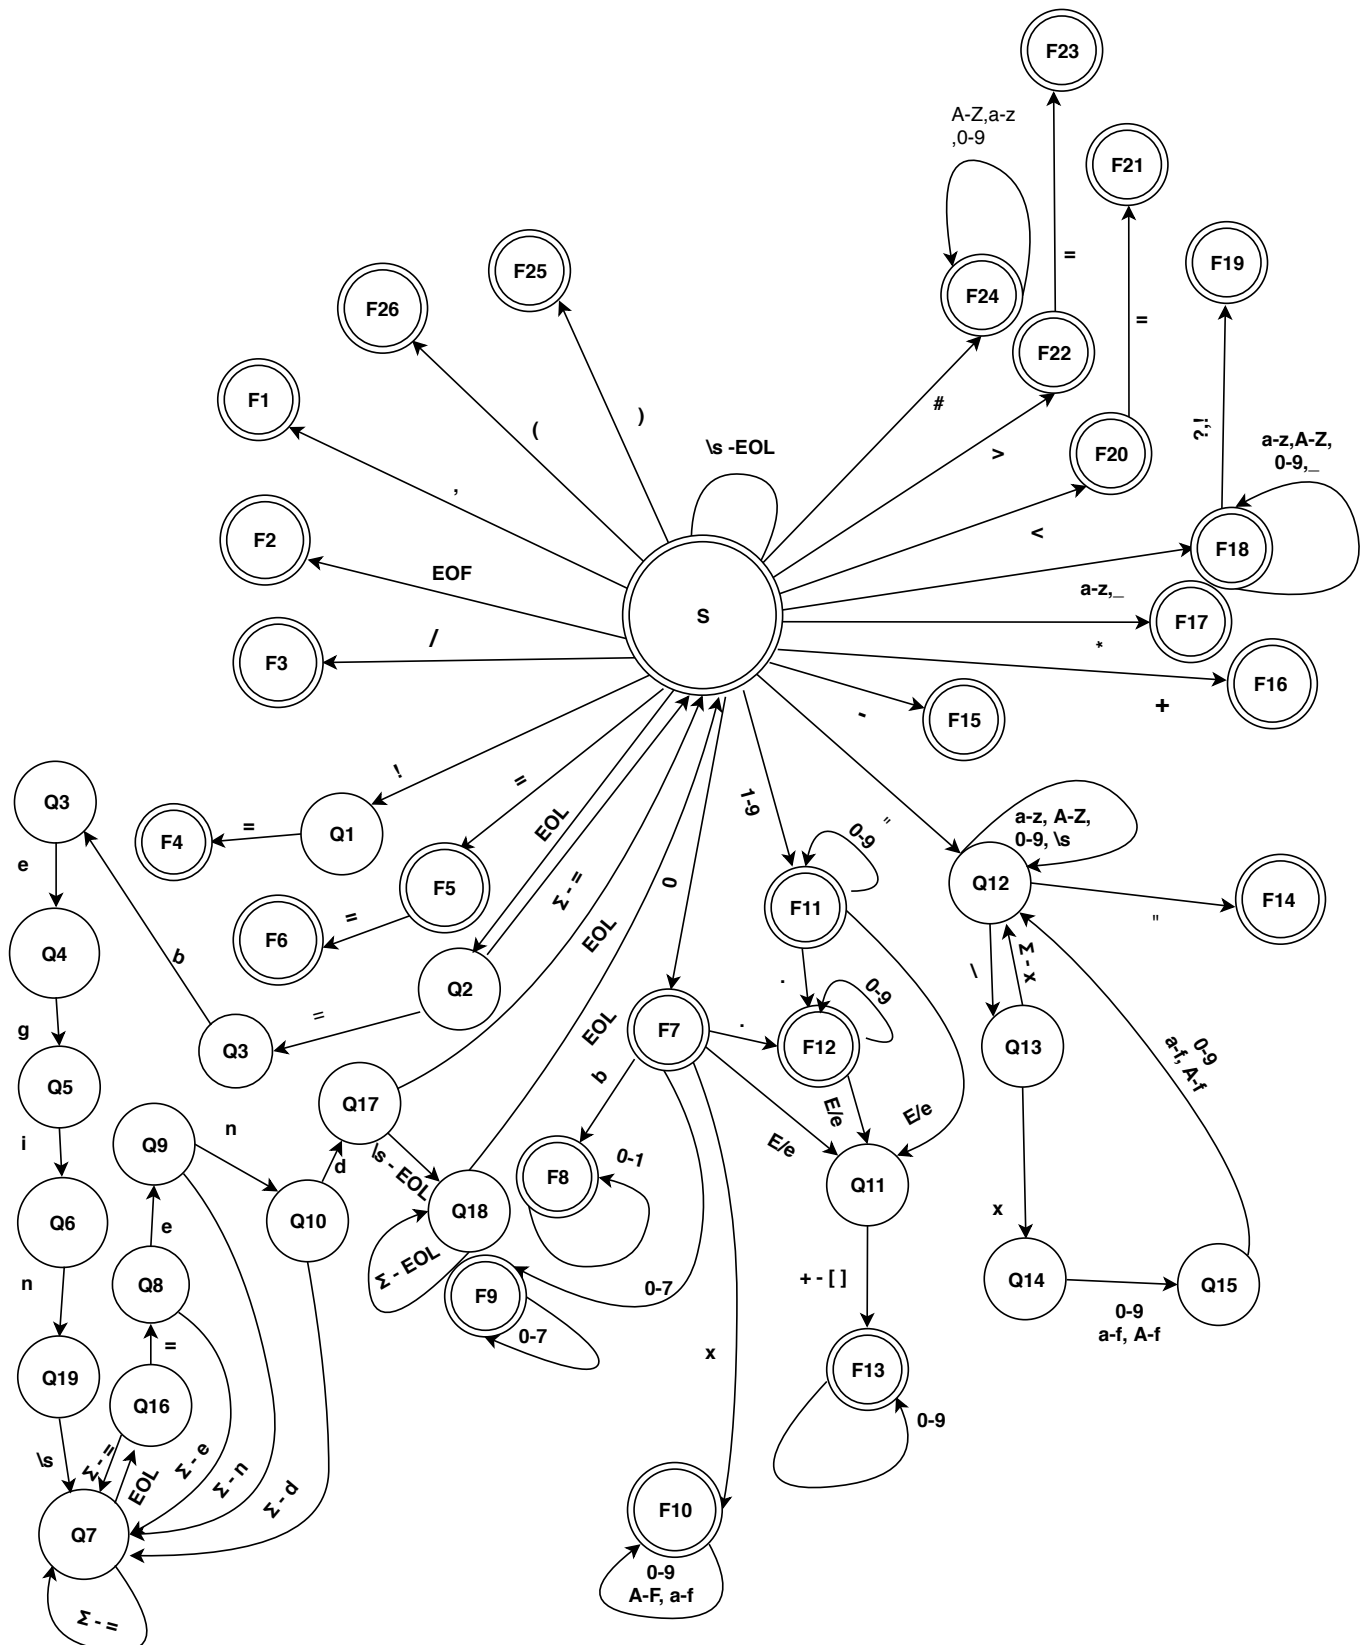 F23
A-Z,a-z
,0-9
F21
F25
F19
F26
F24
=
F22
=
F1
#
(
)
?,!
a-z,A-Z,
0-9,_
\s -EOL
>
F20
,
F2
EOF
<
F18
a-z,_
S
F17
/
F3
*
F16
+
-
F15
!
=
Q3
1-9
"
EOL
a-z, A-Z,
0-9, \s
0-9
F4
=
Q1
e
0
Σ - =
F5
Q12
F14
F11
=
"
F6
EOL
Q4
b
\
Σ - x
Q2
.
0-9
=
g
EOL
.
F7
F12
Q13
Q3
0-9
a-f, A-f
Q5
b
Q17
E/e
E/e
i
Q9
n
E/e
\s - EOL
d
0-1
F8
Q11
Q6
Q10
Q18
x
e
Σ - EOL
+ - [ ]
n
Q8
F9
0-7
Q14
Q15
0-9
a-f, A-f
0-7
=
x
Q19
F13
Q16
0-9
\s
Σ - =
Σ - e
EOL
Σ - n
Σ - d
F10
Q7
0-9
A-F, a-f
Σ - =